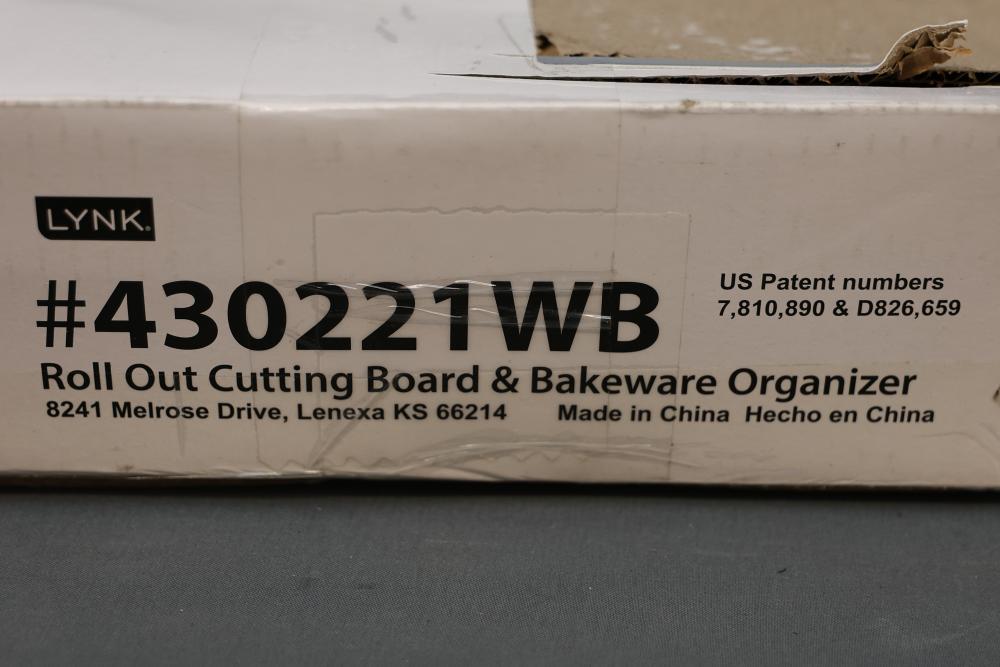 LYNK®
#430221WB
Roll Out Cutting Board & Bakeware Organizer
8241 Melrose Drive, Lenexa KS 66214 Made in China Hecho en China
US Patent numbers
7,810,890 & D826,659